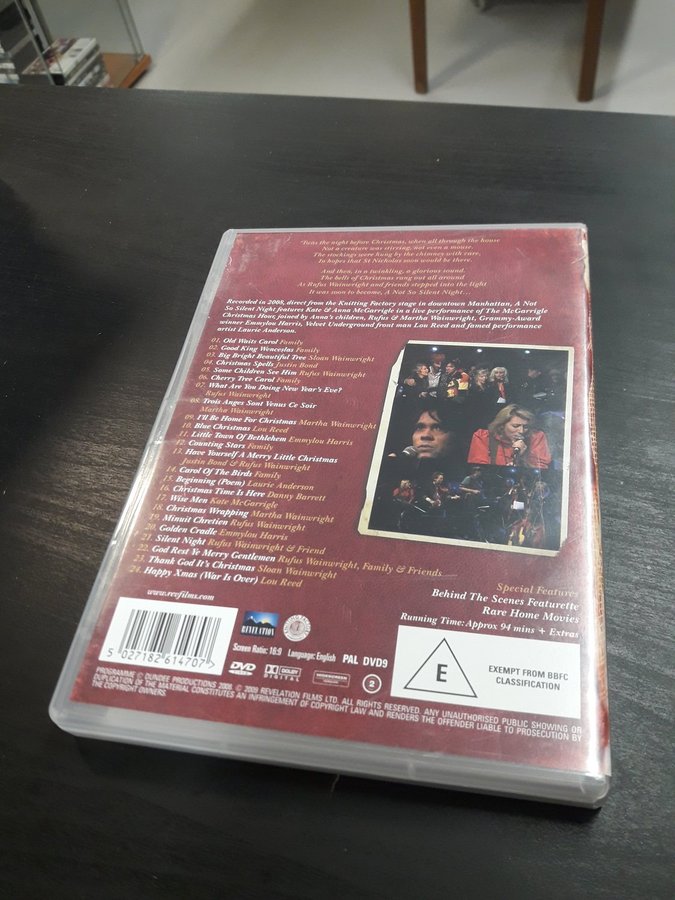 'Twas the night before Christmas, when all through the house
Not a creature was stirring, not even a mouse.
The stockings were hung by the chimney with care,
In hopes that St Nicholas soon would be there.
And then, in a twinkling, a glorious sound,
The bells of Christmas rang out all around
As Rufus Wainwright and friends stepped into the light
It was soon to become, A Not So Silent Night...
Recorded in 2008, direct from the Knitting Factory stage in downtown Manhattan, A Not
So Silent Night features Kate & Anna McGarrigle in a live performance of The McGarrigle
Christmas Hour, joined by Anna's children, Rufus & Martha Wainwright, Grammy-Award
winner Emmylou Harris, Velvet Underground front man Lou Reed and famed performance
artist Laurie Anderson.
01. Old Waits Carol Family
02. Good King Wenceslas Family
03. Big Bright Beautiful Tree Sloan Wainwright
04. Christmas Spells Justin Bond
05. Some Children See Him Rufus Wainwright
06. Cherry Tree Carol Family
07. What Are You Doing New Year's Eve?
Rufus Wainwright
08. Trois Anges Sont Venus Ce Soir
Martha Wainwright
09. I'll Be Home For Christmas Martha Wainwright
10. Blue Christmas Lou Reed
11. Little Town Of Bethlehem Emmylou Harris
12. Counting Stars Family
13. Have Yourself A Merry Little Christmas
Justin Bond & Rufus Wainwright
14. Carol Of The Birds Family
15. Beginning (Poem) Laurie Anderson
16. Christmas Time Is Here Danny Barrett
17. Wise Men Kate McGarrigle
18. Christmas Wrapping Martha Wainwright
19. Minuit Chretien Rufus Wainwright
20. Golden Cradle Emmylou Harris
21. Silent Night Rufus Wainwright & Friend
22. God Rest Ye Merry Gentlemen Rufus Wainwright, Family & Friends
23. Thank God It's Christmas Sloan Wainwright
24. Happy Xmas (War Is Over) Lou Reed
Special Features
Behind The Scenes Featurette
Rare Home Movies
Running Time: Approx 94 mins + Extras
www.revfilms.com
REVELATION
5 027182 614707 >
Screen Ratio: 16:9 Language: English PAL DVD9
DVD VIDEO DOLBY DIGITAL WIDESCREEN 2
E
EXEMPT FROM BBFC
CLASSIFICATION
PROGRAMME © DUNDEE PRODUCTIONS 2008. © 2009 REVELATION FILMS LTD. ALL RIGHTS RESERVED. ANY UNAUTHORISED PUBLIC SHOWING OR
DUPLICATION OF THE MATERIAL CONSTITUTES AN INFRINGEMENT OF COPYRIGHT LAW AND RENDERS THE OFFENDER LIABLE TO PROSECUTION BY
THE COPYRIGHT OWNERS